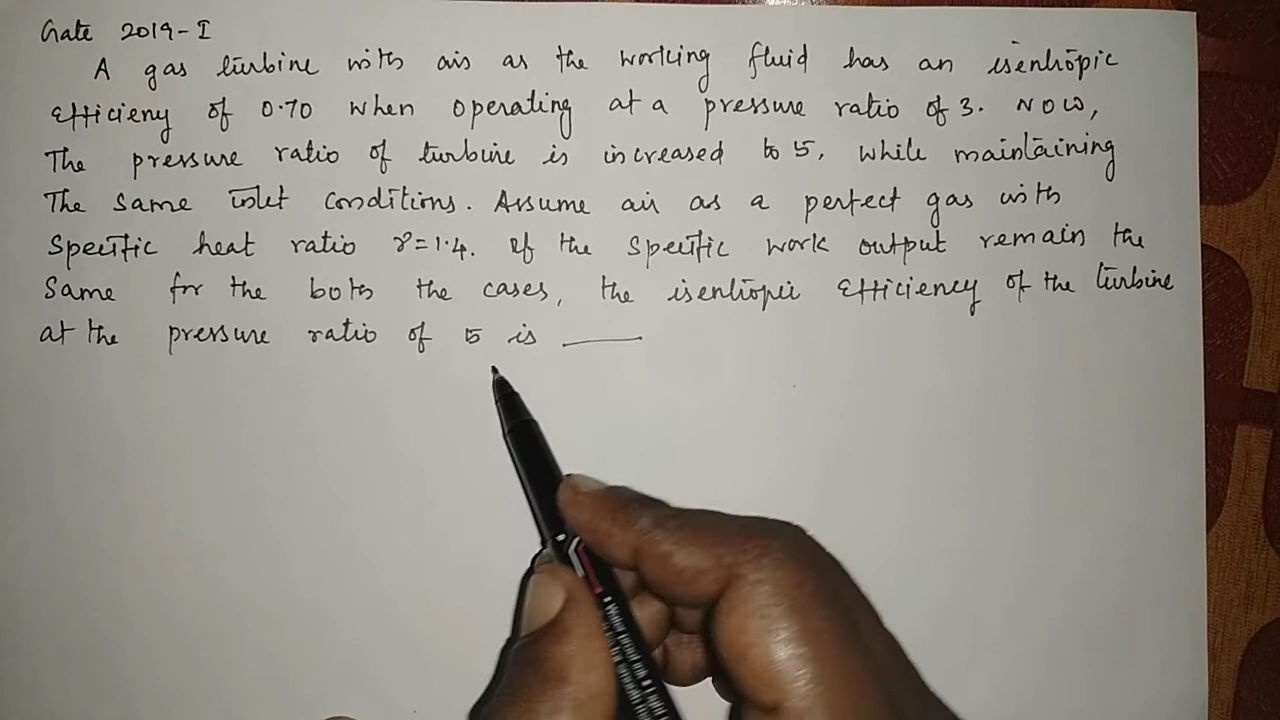 Gate 2019-I
A gas turbine with air as the working fluid has an isentropic
efficieny of 0.70 when operating at a pressure ratio of 3. Now,
The pressure ratio of turbine is increased to 5, while maintaining
The same inlet conditions. Assume air as a perfect gas with
Specific heat ratio γ=1.4. If the specific work output remain the
Same for the both the cases, the isentropic efficiency of the turbine
at the pressure ratio of 5 is ____